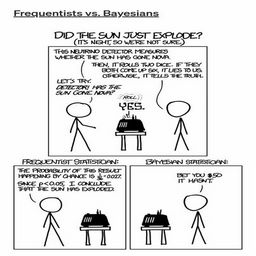 Frequentists vs. Bayesians
DID THE SUN JUST EXPLODE?
(IT'S NIGHT, SO WE'RE NOT SURE.)
THIS NEUTRINO DETECTOR MEASURES
WHETHER THE SUN HAS GONE NOVA.
THEN, IT ROLLS TWO DICE. IF THEY
BOTH COME UP SIX, IT LIES TO US.
OTHERWISE, IT TELLS THE TRUTH.
LET'S TRY.
DETECTOR! HAS THE
SUN GONE NOVA?
ROLL
YES.
FREQUENTIST STATISTICIAN:
THE PROBABILITY OF THIS RESULT
HAPPENING BY CHANCE IS 1/36=0.027.
SINCE p<0.05, I CONCLUDE
THAT THE SUN HAS EXPLODED.
BAYESIAN STATISTICIAN:
BET YOU $50
IT HASN'T.